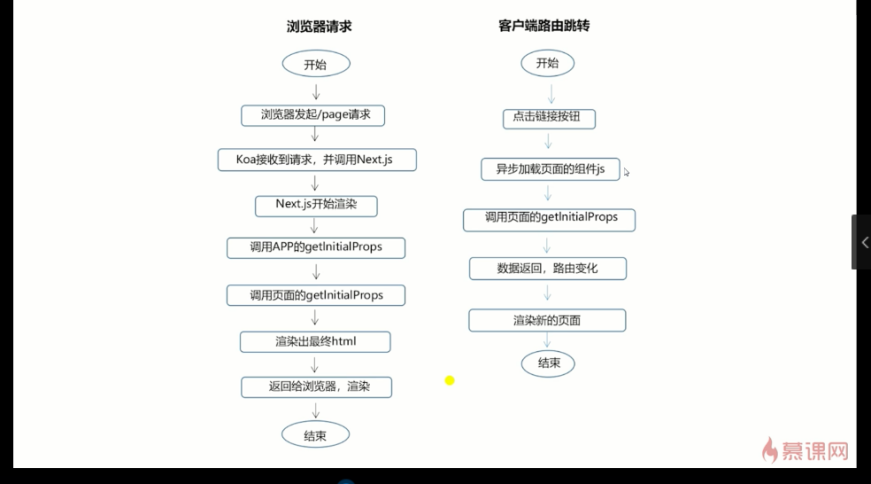 浏览器请求
开始
浏览器发起/page请求
Koa接收到请求，并调用Next.js
Next.js开始渲染
调用APP的getInitialProps
调用页面的getInitialProps
渲染出最终html
返回给浏览器，渲染
结束
客户端路由跳转
开始
点击链接按钮
异步加载页面的组件js
调用页面的getInitialProps
数据返回，路由变化
渲染新的页面
结束
慕课网